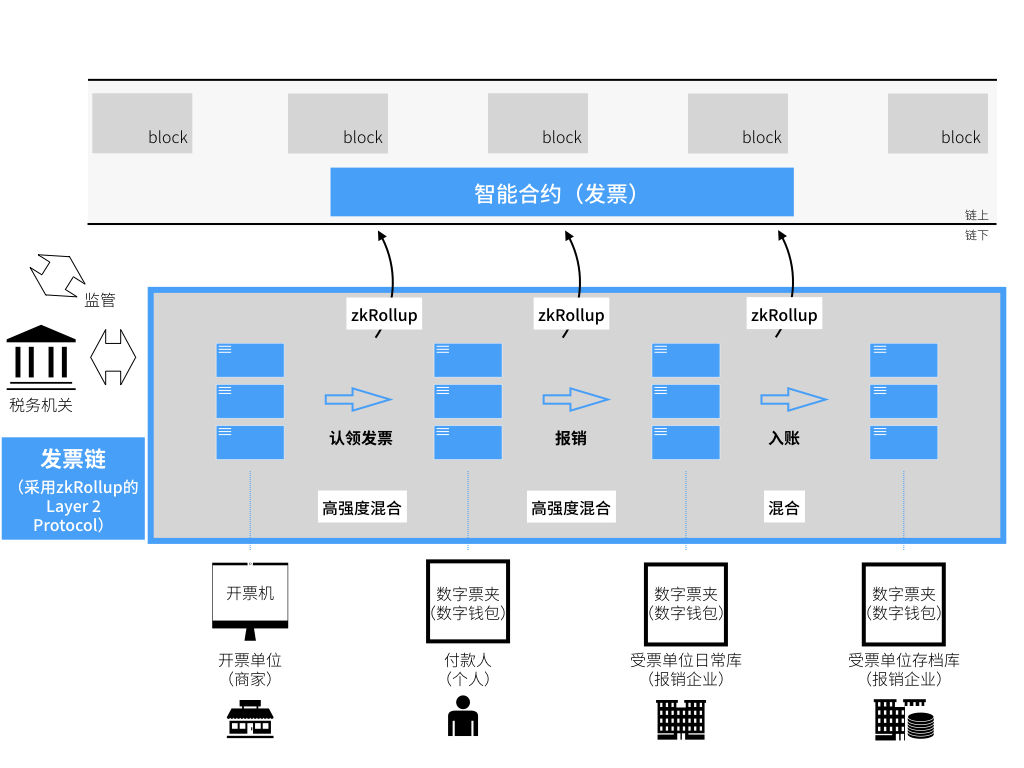 block
block
block
block
block
智能合约（发票）
链上
链下
监管
zkRollup
zkRollup
zkRollup
税务机关
认领发票
报销
入账
发票链
（采用zkRollup的
Layer 2
Protocol）
高强度混合
高强度混合
混合
开票机
数字票夹
（数字钱包）
数字票夹
（数字钱包）
数字票夹
（数字钱包）
开票单位
（商家）
付款人
（个人）
受票单位日常库
（报销企业）
受票单位存档库
（报销企业）